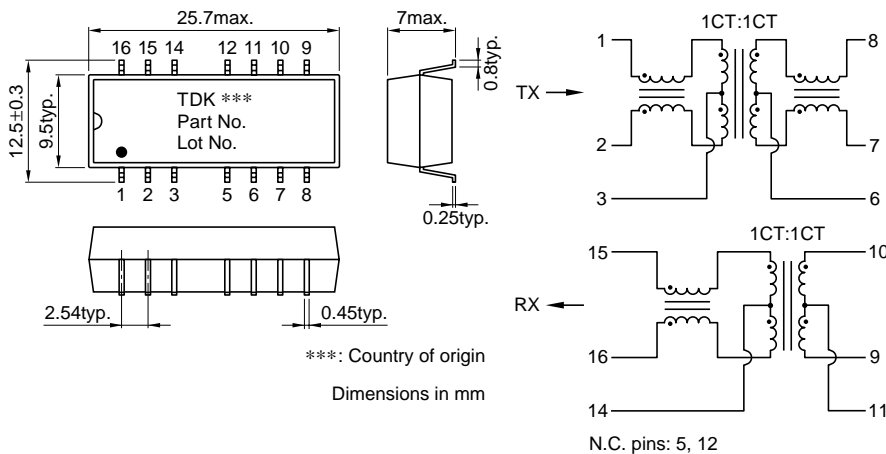 25.7max.
16 15 14 12 11 10 9
12.5±0.3
9.5typ.
TDK ***
Part No.
Lot No.
1 2 3 5 6 7 8
7max.
0.8typ.
0.25typ.
2.54typ.
0.45typ.
***: Country of origin
Dimensions in mm
1CT:1CT
1
8
TX
2
7
3
6
1CT:1CT
15
10
RX
16
9
14
11
N.C. pins: 5, 12